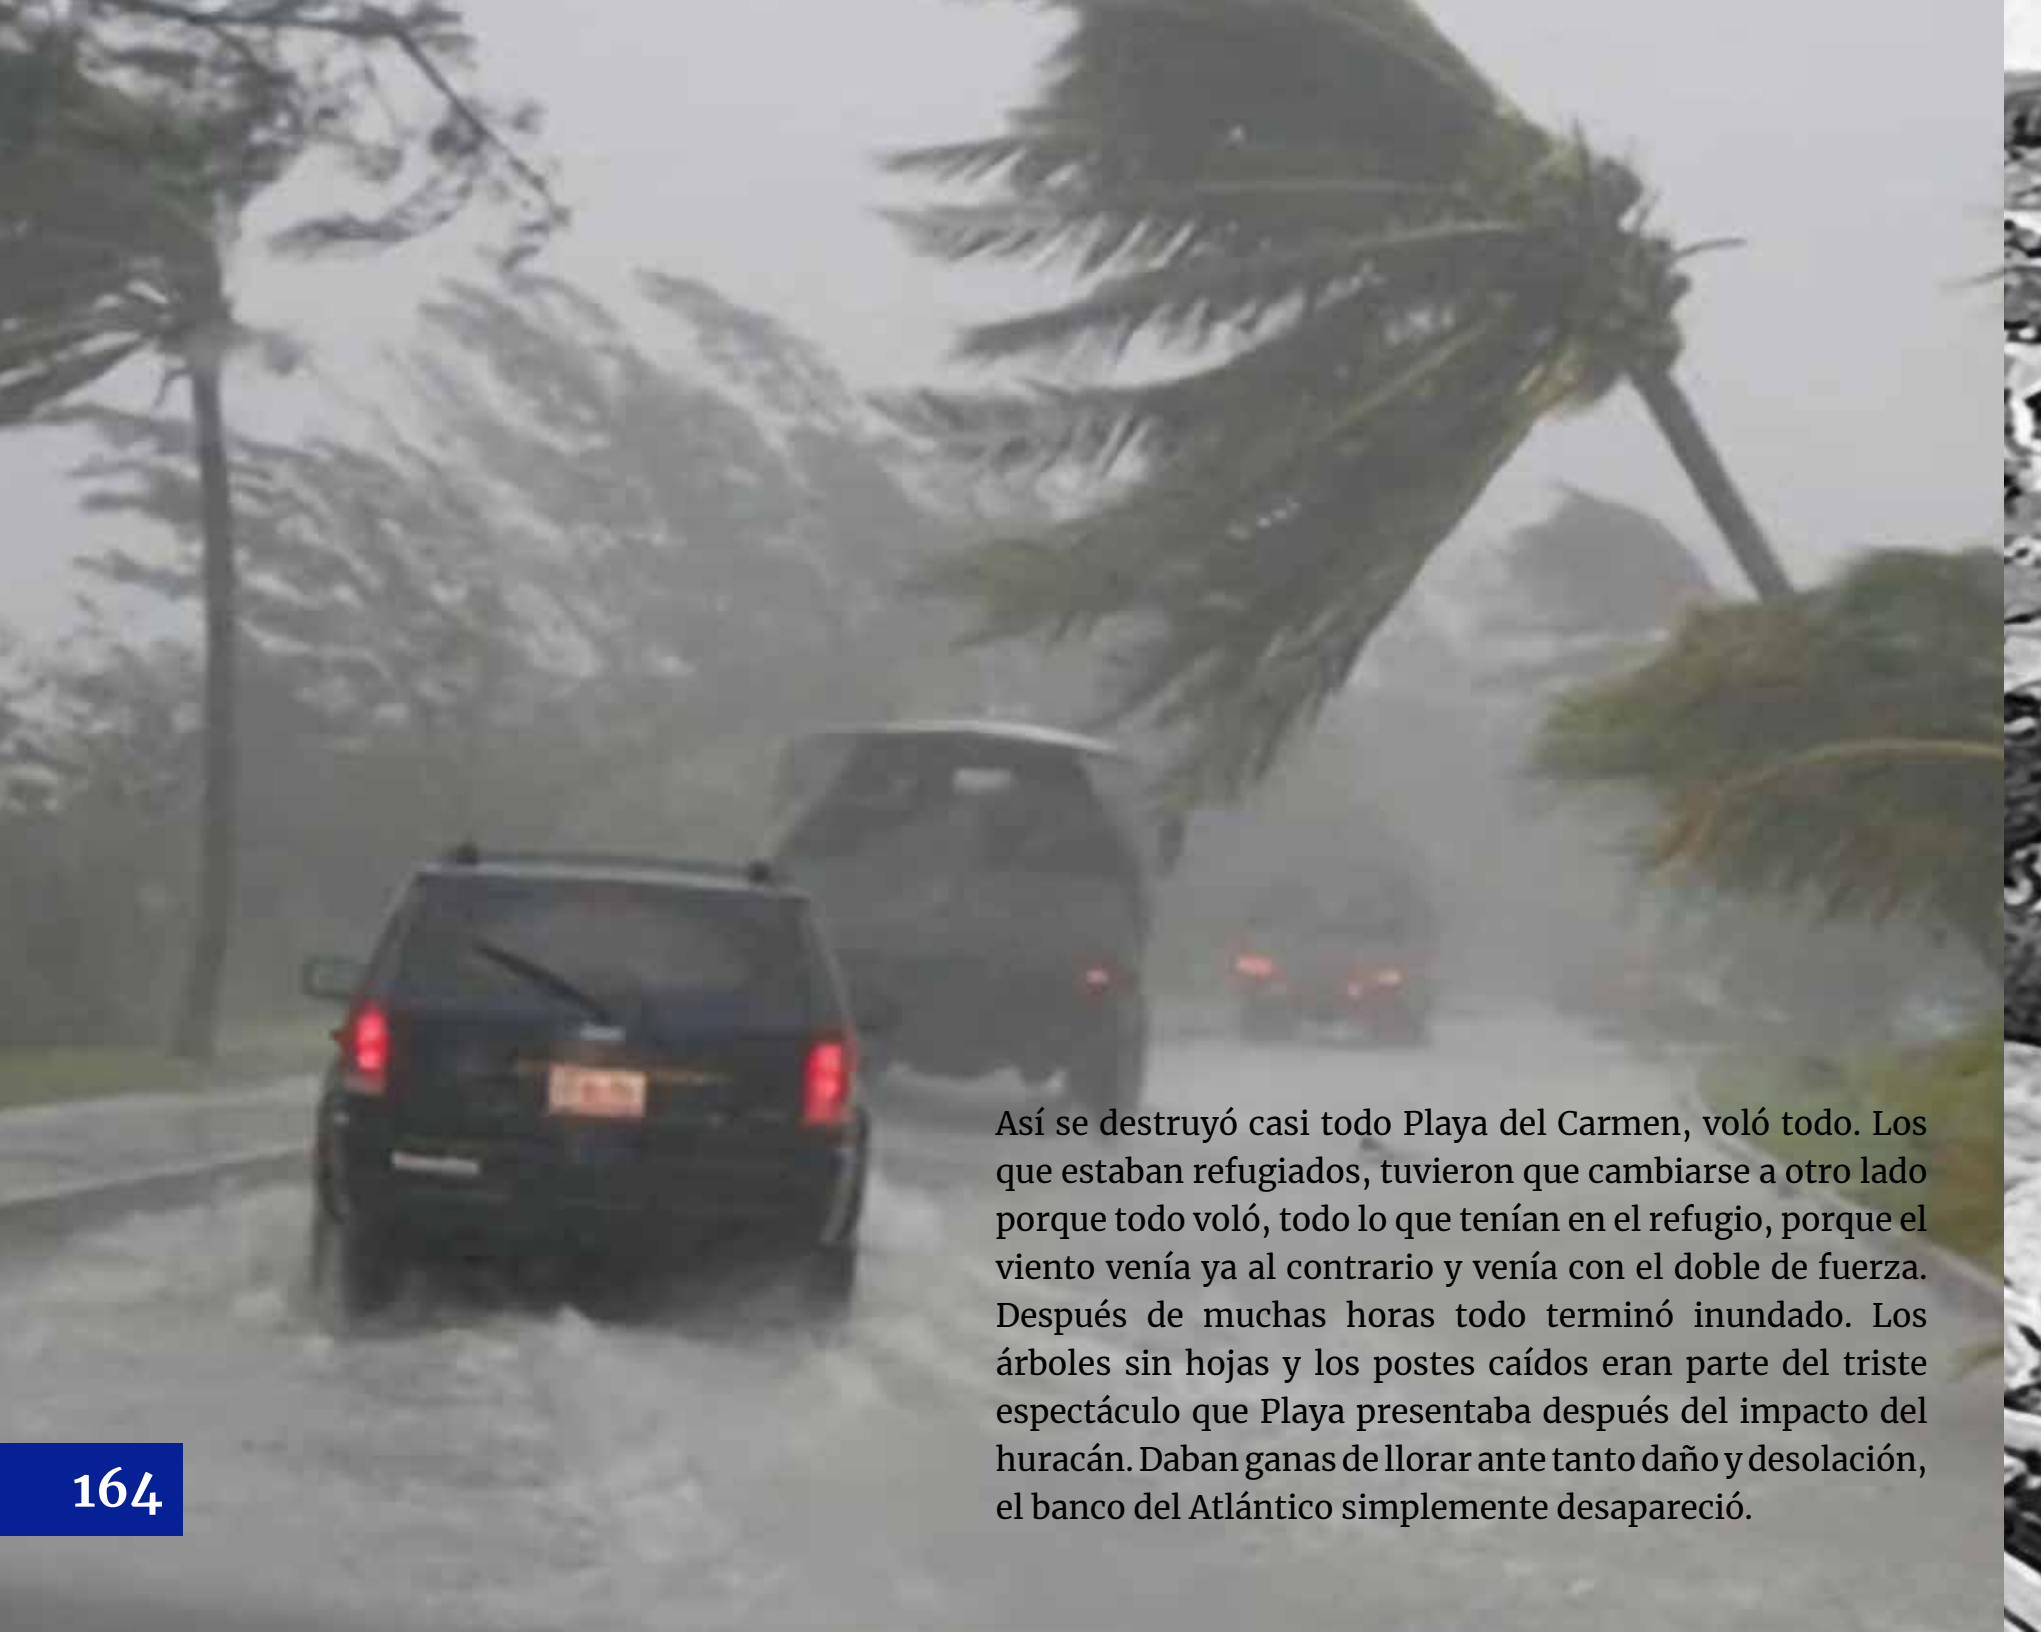 Así se destruyó casi todo Playa del Carmen, voló todo. Los
que estaban refugiados, tuvieron que cambiarse a otro lado
porque todo voló, todo lo que tenían en el refugio, porque el
viento venía ya al contrario y venía con el doble de fuerza.
Después de muchas horas todo terminó inundado. Los
árboles sin hojas y los postes caídos eran parte del triste
espectáculo que Playa presentaba después del impacto del
huracán. Daban ganas de llorar ante tanto daño y desolación,
el banco del Atlántico simplemente desapareció.
164